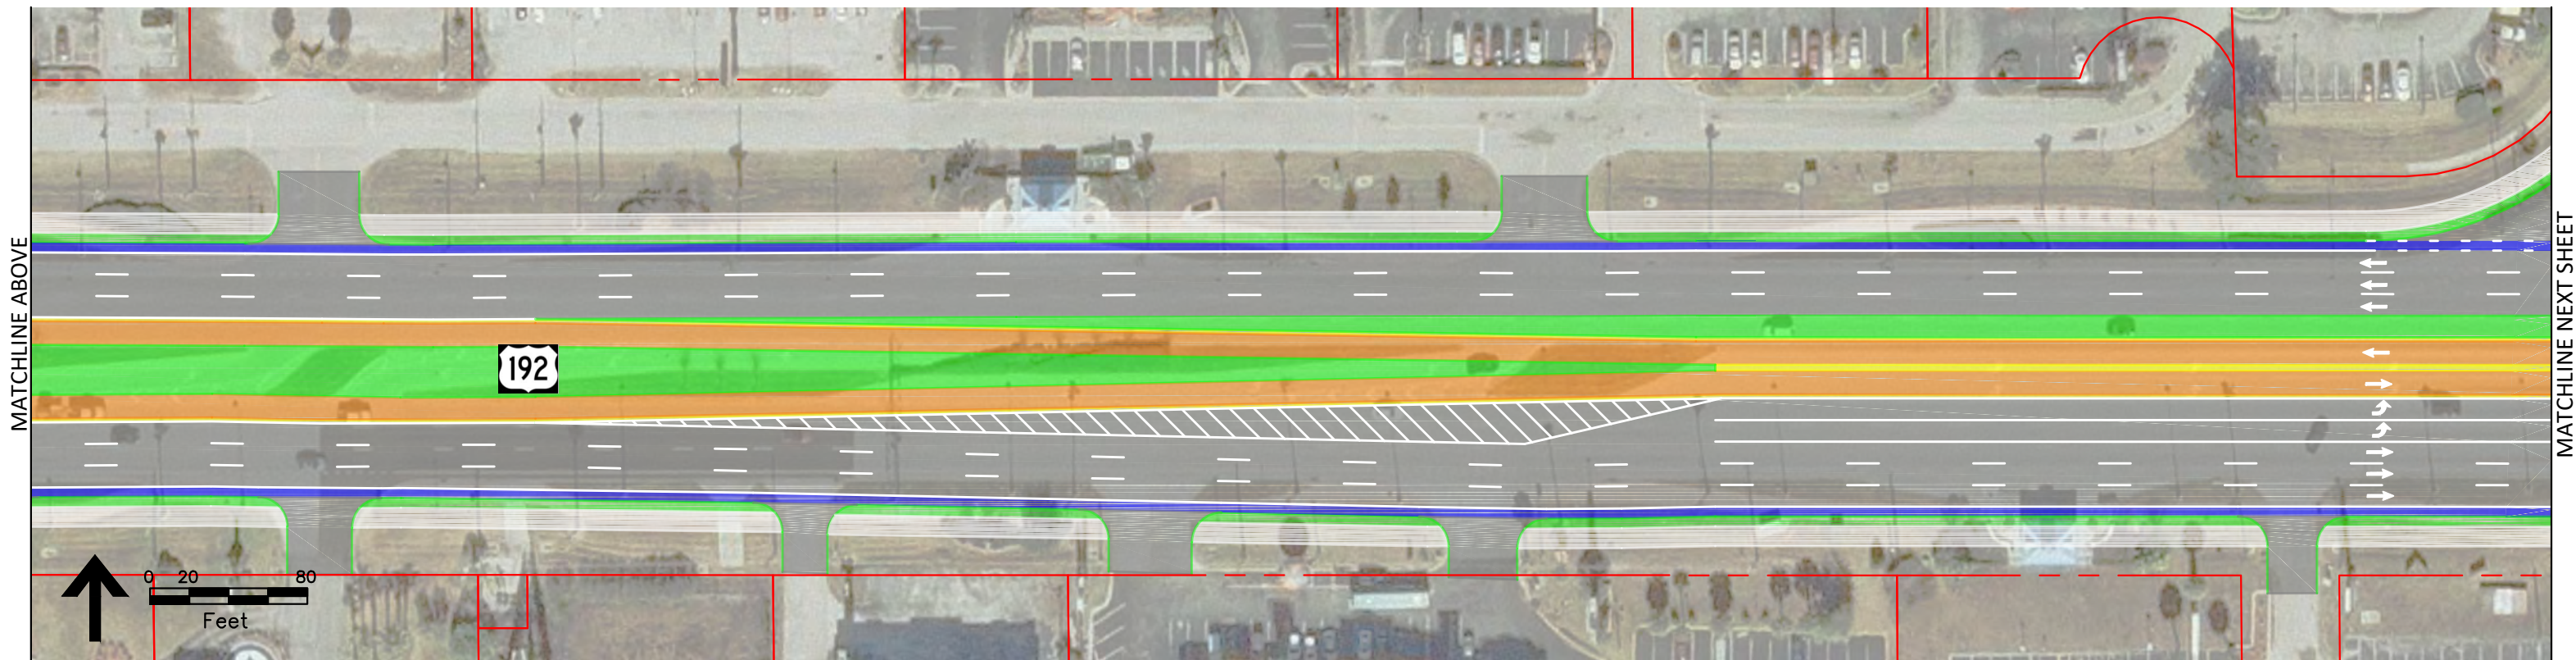 MATCHLINE ABOVE
192
MATCHLINE NEXT SHEET
0 20 80
Feet